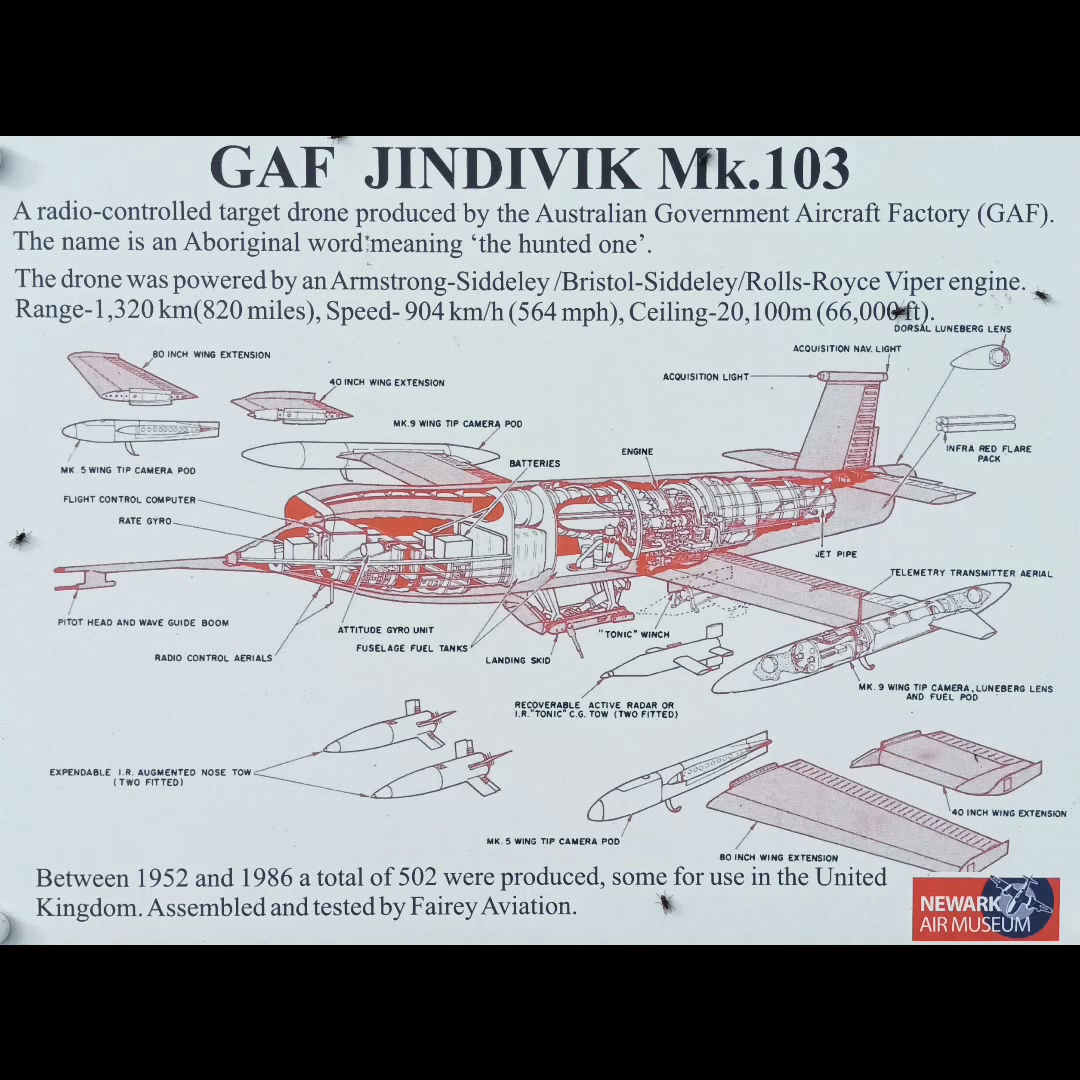 GAF JINDIVIK Mk.103
A radio-controlled target drone produced by the Australian Government Aircraft Factory (GAF).
The name is an Aboriginal word meaning ‘the hunted one’.
The drone was powered by an Armstrong-Siddeley /Bristol-Siddeley/Rolls-Royce Viper engine.
Range-1,320 km(820 miles), Speed- 904 km/h (564 mph), Ceiling-20,100m (66,000 ft).
DORSAL LUNEBERG LENS
ACQUISITION NAV. LIGHT
80 INCH WING EXTENSION
ACQUISITION LIGHT
40 INCH WING EXTENSION
MK.9 WING TIP CAMERA POD
INFRA RED FLARE
PACK
ENGINE
BATTERIES
MK. 5 WING TIP CAMERA POD
FLIGHT CONTROL COMPUTER
RATE GYRO
JET PIPE
TELEMETRY TRANSMITTER AERIAL
PITOT HEAD AND WAVE GUIDE BOOM
ATTITUDE GYRO UNIT
"TONIC" WINCH
FUSELAGE FUEL TANKS
RADIO CONTROL AERIALS
LANDING SKID
MK. 9 WING TIP CAMERA, LUNEBERG LENS
AND FUEL POD
RECOVERABLE ACTIVE RADAR OR
I.R."TONIC" C.G. TOW (TWO FITTED)
EXPENDABLE I.R. AUGMENTED NOSE TOW
(TWO FITTED)
40 INCH WING EXTENSION
MK. 5 WING TIP CAMERA POD
80 INCH WING EXTENSION
Between 1952 and 1986 a total of 502 were produced, some for use in the United
Kingdom. Assembled and tested by Fairey Aviation.
NEWARK
AIR MUSEUM